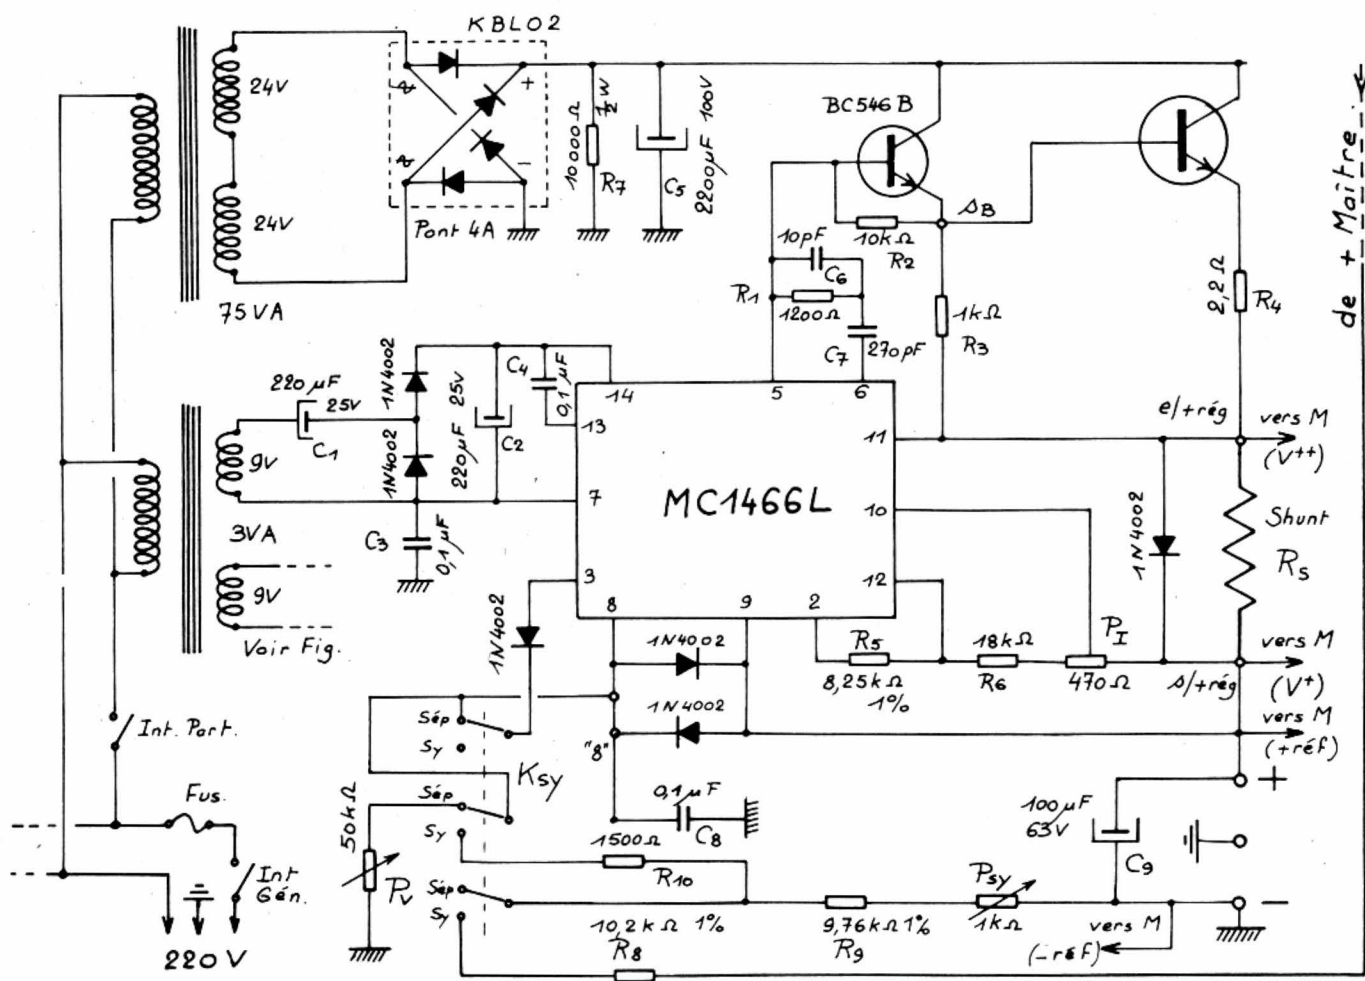 KBL02
24V
24V
75VA
Pont 4A
+
-
10000Ω
½W
R7
C5
2200µF 100V
BC546B
SB
10kΩ
R2
10pF
C6
R1
1200Ω
C7
270pF
1kΩ
R3
2,2Ω
R4
de + Maître
220µF
25V
C1
1N4002
1N4002
220µF 25V
C2
C4
0,1µF
C3
0,1µF
9V
3VA
9V
Voir Fig.
MC1466L
14
13
7
3
8
9
2
5
6
11
10
12
e/+rég
vers M
(V++)
1N4002
Shunt
RS
1N4002
1N4002
1N4002
R5
8,25kΩ
1%
18kΩ
R6
PI
470Ω
s/+rég
vers M
(V+)
vers M
(+réf)
"8"
Sép
Sy
KSY
Sép
Sy
Sép
Sy
Int. Part.
Fus.
Int
Gén.
220V
50kΩ
PV
0,1µF
C8
1500Ω
R10
10,2kΩ 1%
R8
9,76kΩ 1%
R9
PSY
1kΩ
100µF
63V
C9
+
-
vers M
(-réf)